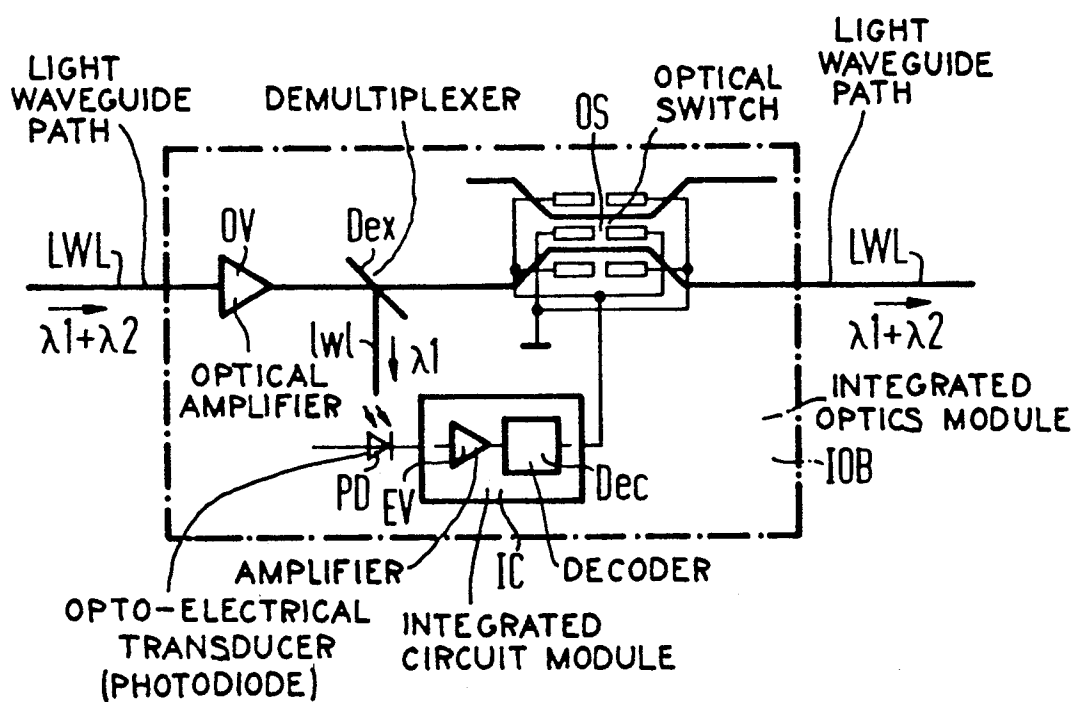 LIGHT
WAVEGUIDE
PATH
DEMULTIPLEXER
OS
OPTICAL
SWITCH
LIGHT
WAVEGUIDE
PATH
LWL
OV
Dex
LWL
λ1+λ2
lwl
λ1
λ1+λ2
OPTICAL
AMPLIFIER
INTEGRATED
OPTICS MODULE
IOB
PD
EV
Dec
AMPLIFIER
IC
DECODER
OPTO-ELECTRICAL
TRANSDUCER
(PHOTODIODE)
INTEGRATED
CIRCUIT MODULE